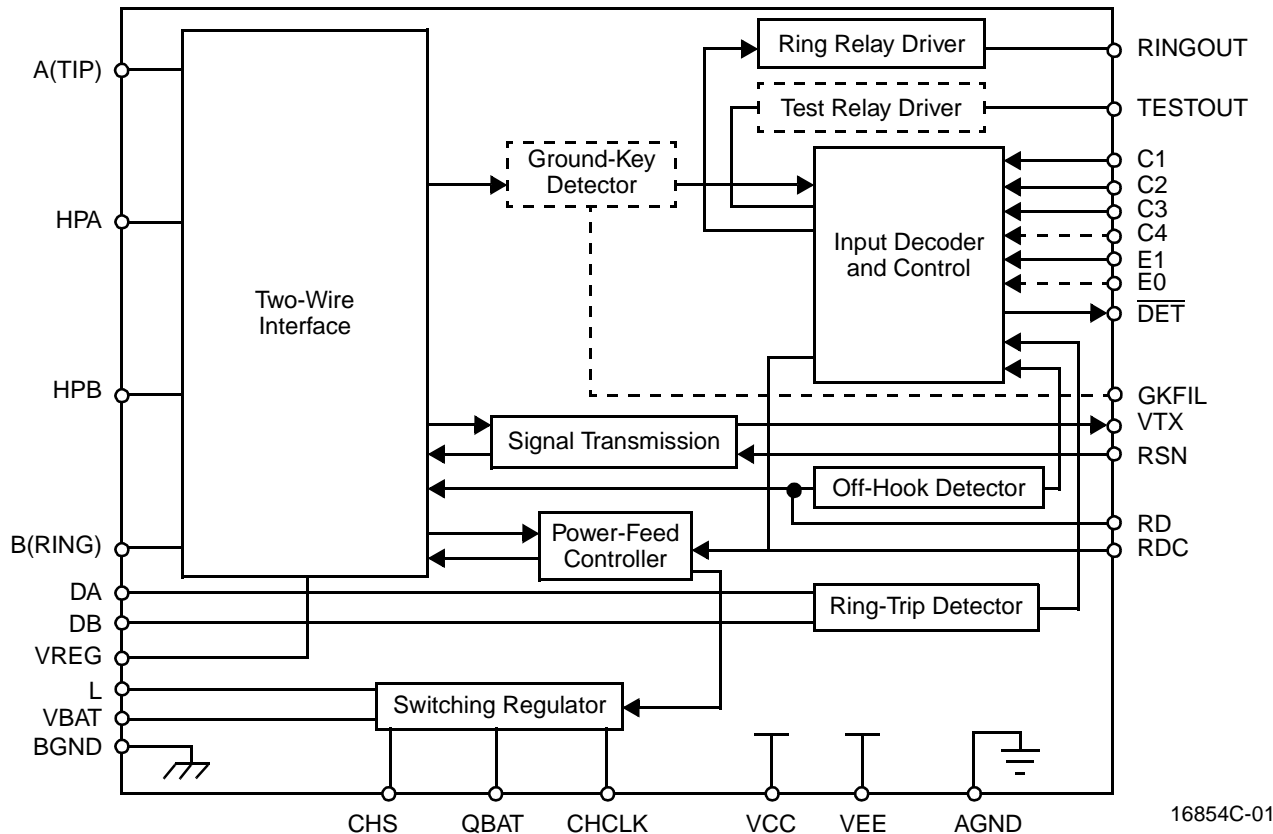 Ring Relay Driver
RINGOUT
A(TIP)
Test Relay Driver
TESTOUT
Ground-Key
Detector
C1
C2
C3
C4
E1
E0
DET
HPA
Input Decoder
and Control
Two-Wire
Interface
HPB
GKFIL
VTX
Signal Transmission
RSN
Off-Hook Detector
RD
RDC
Power-Feed
Controller
B(RING)
DA
DB
Ring-Trip Detector
VREG
L
VBAT
BGND
Switching Regulator
CHS
QBAT
CHCLK
VCC
VEE
AGND
16854C-01